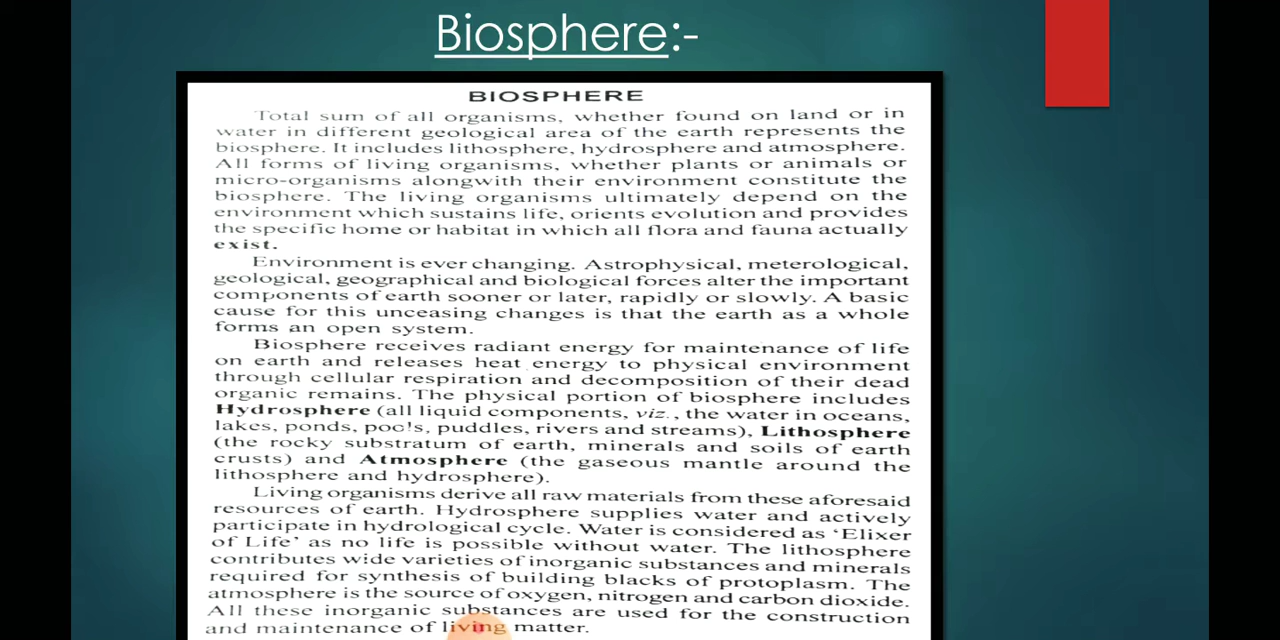 Biosphere:-
BIOSPHERE
Total sum of all organisms, whether found on land or in
water in different geological area of the earth represents the
biosphere. It includes lithosphere, hydrosphere and atmosphere.
All forms of living organisms, whether plants or animals or
micro-organisms alongwith their environment constitute the
biosphere. The living organisms ultimately depend on the
environment which sustains life, orients evolution and provides
the specific home or habitat in which all flora and fauna actually
exist.
Environment is ever changing. Astrophysical, meterological,
geological, geographical and biological forces alter the important
components of earth sooner or later, rapidly or slowly. A basic
cause for this unceasing changes is that the earth as a whole
forms an open system.
Biosphere receives radiant energy for maintenance of life
on earth and releases heat energy to physical environment
through cellular respiration and decomposition of their dead
organic remains. The physical portion of biosphere includes
Hydrosphere (all liquid components, viz., the water in oceans,
lakes, ponds, pools, puddles, rivers and streams), Lithosphere
(the rocky substratum of earth, minerals and soils of earth
crusts) and Atmosphere (the gaseous mantle around the
lithosphere and hydrosphere).
Living organisms derive all raw materials from these aforesaid
resources of earth. Hydrosphere supplies water and actively
participate in hydrological cycle. Water is considered as 'Elixer
of Life' as no life is possible without water. The lithosphere
contributes wide varieties of inorganic substances and minerals
required for synthesis of building blacks of protoplasm. The
atmosphere is the source of oxygen, nitrogen and carbon dioxide.
All these inorganic substances are used for the construction
and maintenance of living matter.